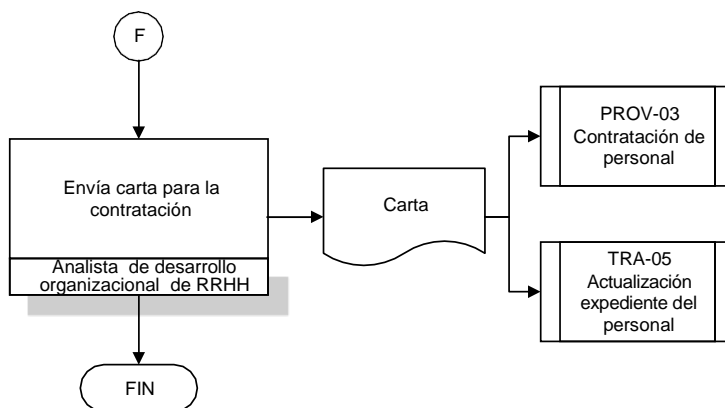 F
Envía carta para la
contratación
Analista de desarrollo
organizacional de RRHH
Carta
PROV-03
Contratación de
personal
TRA-05
Actualización
expediente del
personal
FIN